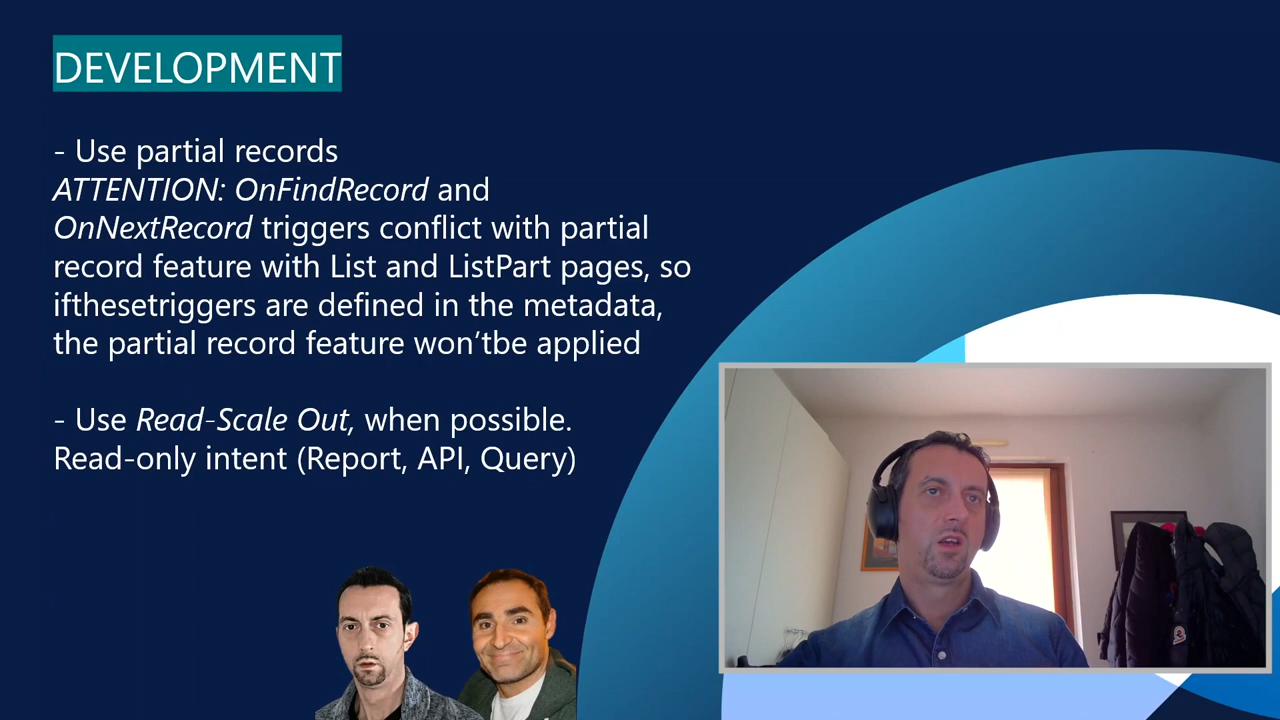 DEVELOPMENT
- Use partial records
ATTENTION: OnFindRecord and
OnNextRecord triggers conflict with partial
record feature with List and ListPart pages, so
ifthesetriggers are defined in the metadata,
the partial record feature won’tbe applied
- Use Read-Scale Out, when possible.
Read-only intent (Report, API, Query)